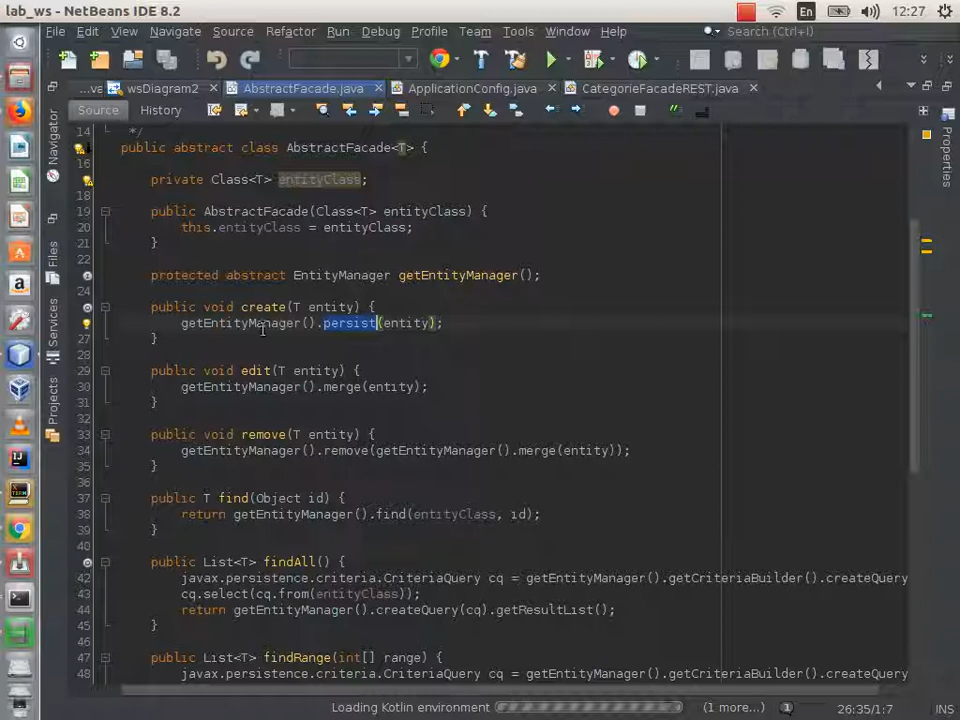 lab_ws - NetBeans IDE 8.2
En
12:27
File Edit View Navigate Source Refactor Run Debug Profile Team Tools Window Help
Search (Ctrl+I)
...va wsDiagram2 AbstractFacade.java ApplicationConfig.java CategorieFacadeREST.java
Source History
Navigator
Files
Services
Projects
Properties
14 */
public abstract class AbstractFacade<T> {
16
private Class<T> entityClass;
18
19 public AbstractFacade(Class<T> entityClass) {
20 this.entityClass = entityClass;
21 }
22
protected abstract EntityManager getEntityManager();
24
public void create(T entity) {
getEntityManager().persist(entity);
27 }
28
29 public void edit(T entity) {
30 getEntityManager().merge(entity);
31 }
32
33 public void remove(T entity) {
34 getEntityManager().remove(getEntityManager().merge(entity));
35 }
36
37 public T find(Object id) {
38 return getEntityManager().find(entityClass, id);
39 }
40
public List<T> findAll() {
42 javax.persistence.criteria.CriteriaQuery cq = getEntityManager().getCriteriaBuilder().createQuery
43 cq.select(cq.from(entityClass));
44 return getEntityManager().createQuery(cq).getResultList();
45 }
46
47 public List<T> findRange(int[] range) {
48 javax.persistence.criteria.CriteriaQuery cq = getEntityManager().getCriteriaBuilder().createQuery
Loading Kotlin environment
(1 more...)
1
26:35/1:7
INS